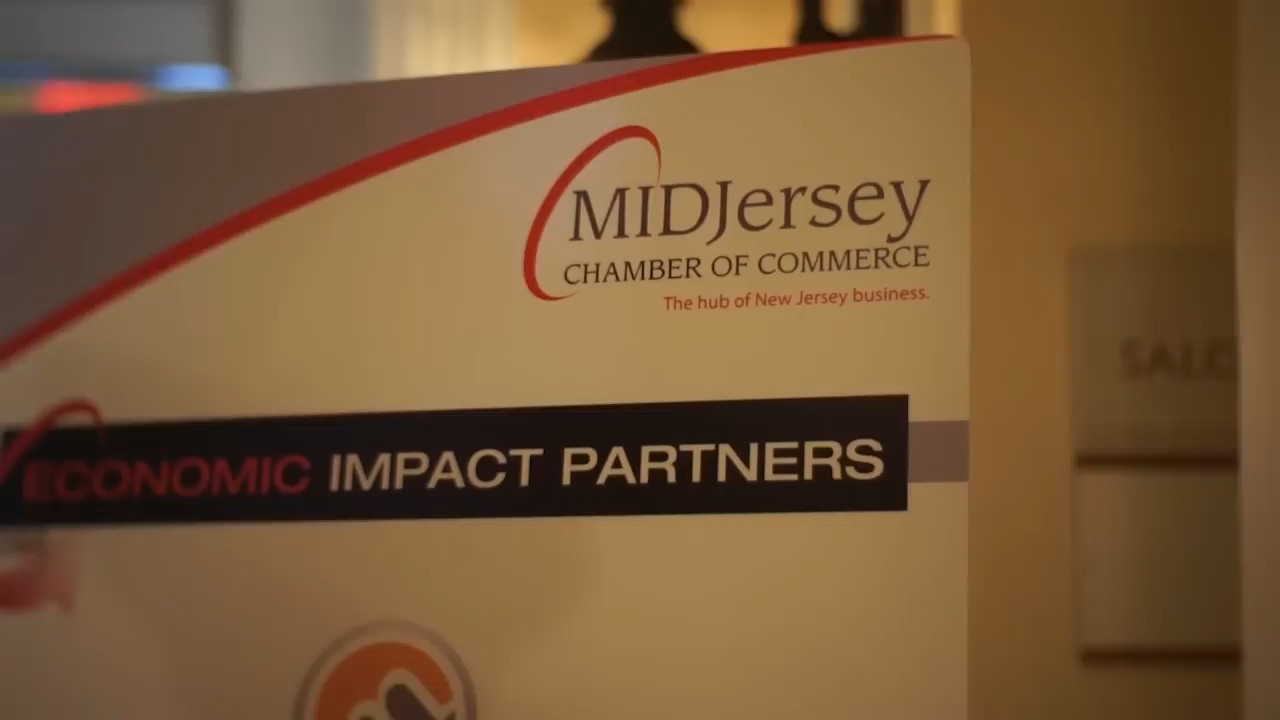 MIDJersey
CHAMBER OF COMMERCE
The hub of New Jersey business.
ECONOMIC IMPACT PARTNERS